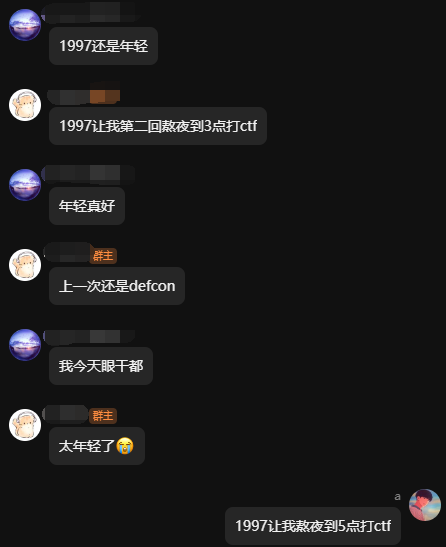 1997还是年轻
1997让我第二回熬夜到3点打ctf
年轻真好
群主
上一次还是defcon
我今天眼干都
群主
太年轻了😭
a
1997让我熬夜到5点打ctf